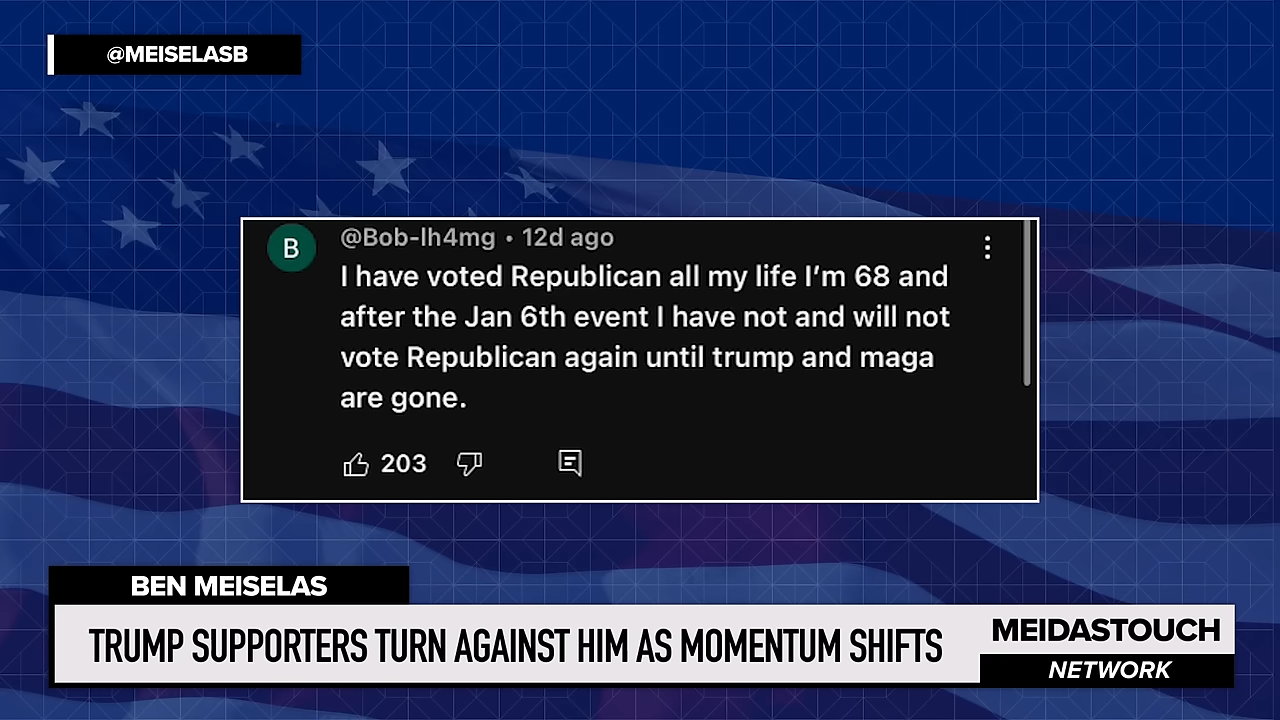 @MEISELASB
B
@Bob-lh4mg • 12d ago
I have voted Republican all my life I’m 68 and
after the Jan 6th event I have not and will not
vote Republican again until trump and maga
are gone.
203
BEN MEISELAS
TRUMP SUPPORTERS TURN AGAINST HIM AS MOMENTUM SHIFTS
MEIDASTOUCH
NETWORK